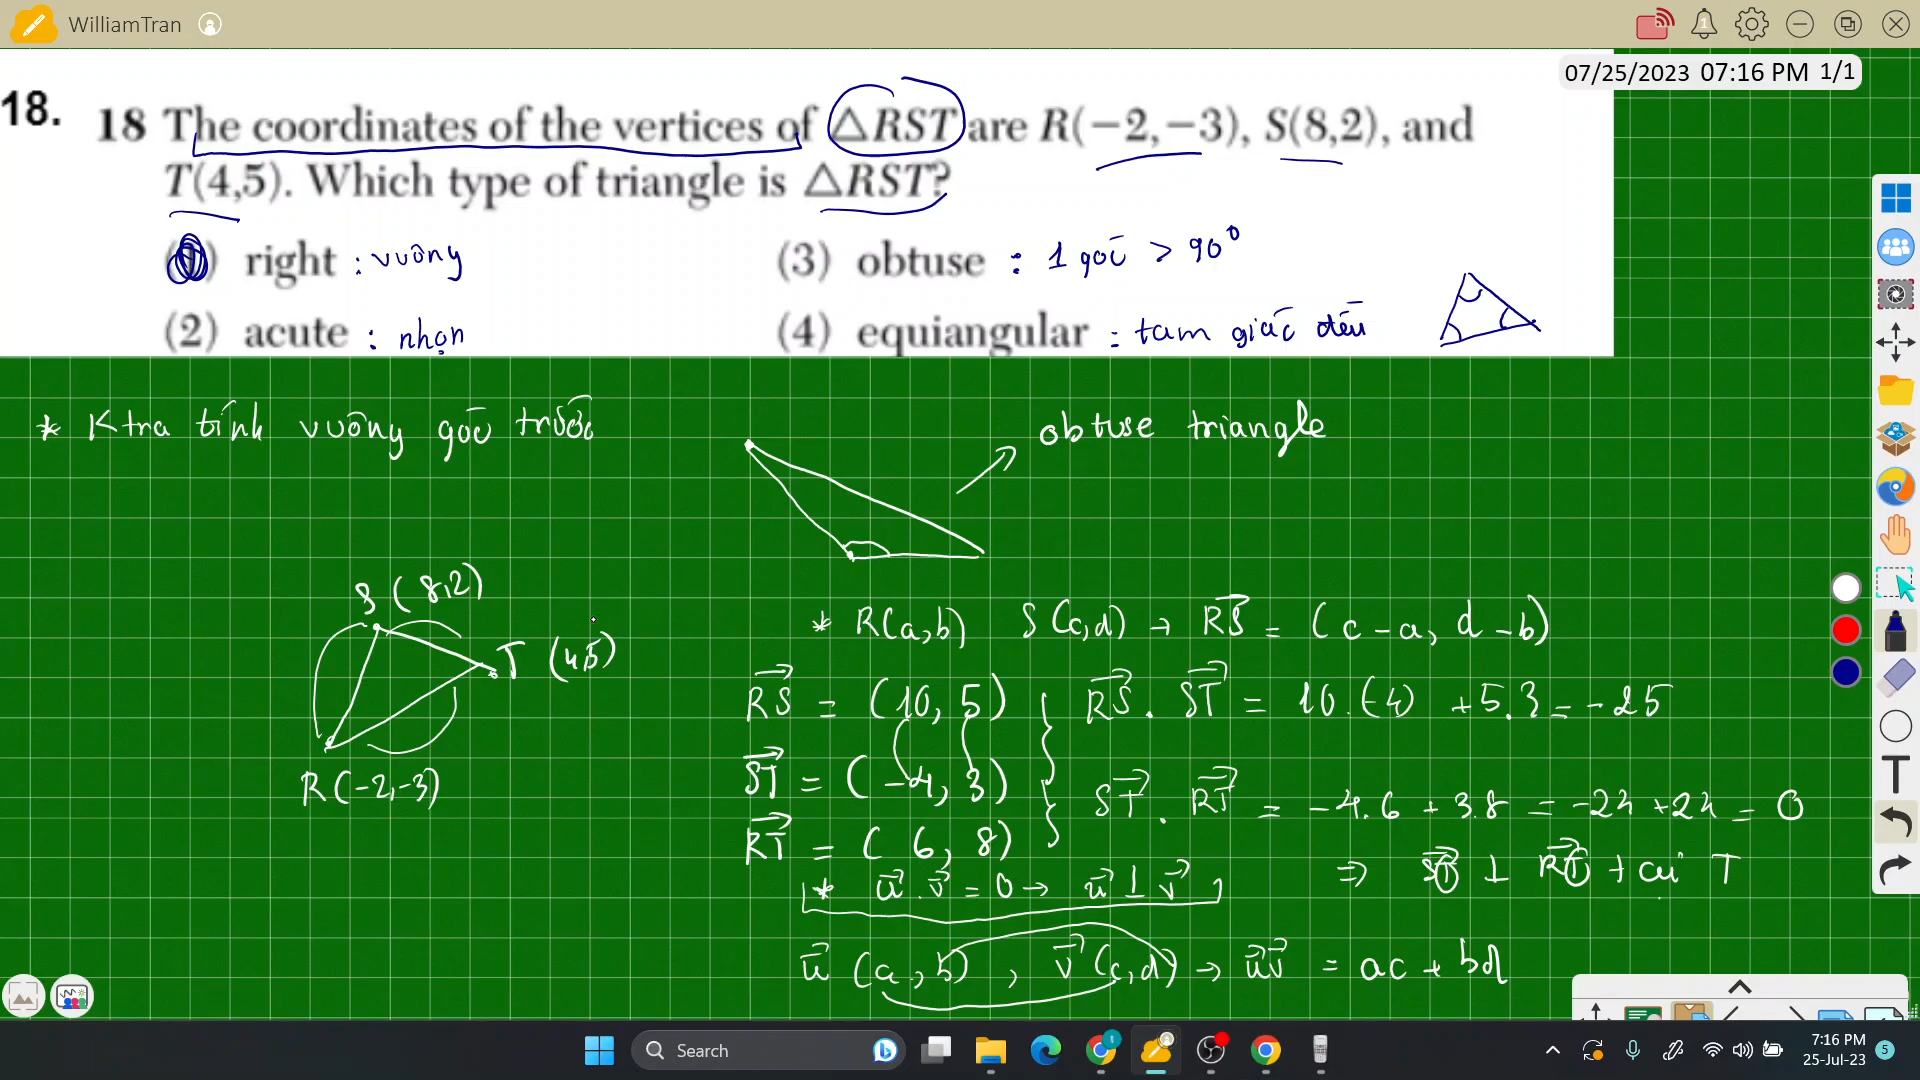 WilliamTran
07/25/2023 07:16 PM 1/1
18. 18 The coordinates of the vertices of △RST are R(−2,−3), S(8,2), and
T(4,5). Which type of triangle is △RST?
right : vuông
(3) obtuse : 1 góc > 90°
(2) acute : nhọn
(4) equiangular : tam giác đều
* Ktra tính vuông góc trước
obtuse triangle
S (8,2)
T (4,5)
R (-2,-3)
* R(a,b) S(c,d) → RS = (c-a, d-b)
RS = (10, 5) } RS . ST = 10.(-4) + 5.3 = -25
ST = (-4, 3)
RT = (6, 8) } ST . RT = -4.6 + 3.8 = -24 + 24 = 0
* u . v = 0 → u ⊥ v
⇒ ST ⊥ RT tại T
u (a, b) , v (c, d) → uv = ac + bd
Search
1
7:16 PM
25-Jul-23
5